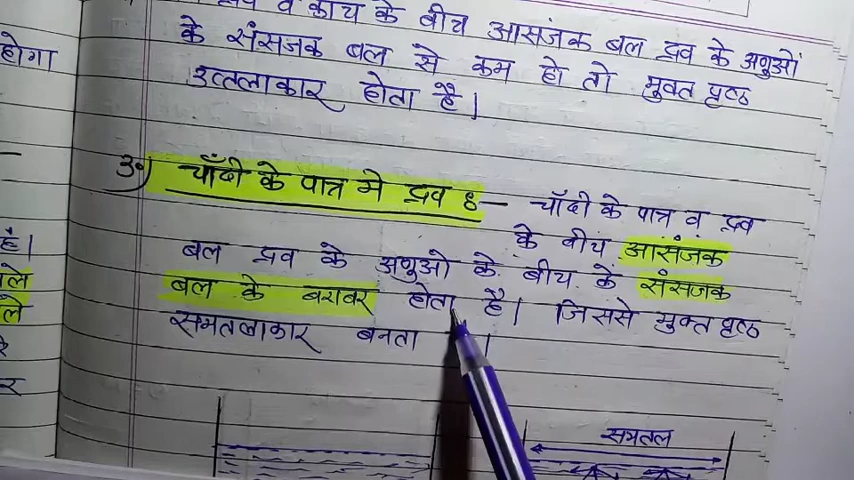 होगा
व काँच के बीच आसंजक बल द्रव के अणुओं
के संसजक बल से कम हो तो मुक्त पृष्ठ
उत्तलाकार होता है।
3) चाँदी के पात्र मे द्रव :- चाँदी के पात्र व द्रव
के बीच आसंजक
बल द्रव के अणुओ के बीच के संसजक
बल के बराबर होता है। जिससे मुक्त पृष्ठ
समतलाकार बनता ।
है।
समतल